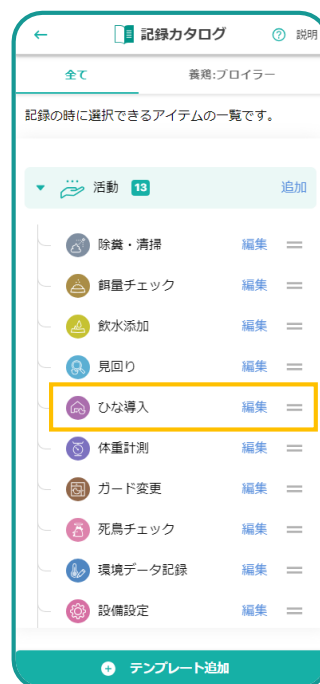 ← 記録カタログ ? 説明
全て 養鶏:ブロイラー
記録の時に選択できるアイテムの一覧です。
活動 13 追加
除糞・清掃 編集
餌量チェック 編集
飲水添加 編集
見回り 編集
ひな導入 編集
体重計測 編集
ガード変更 編集
死鳥チェック 編集
環境データ記録 編集
設備設定 編集
テンプレート追加